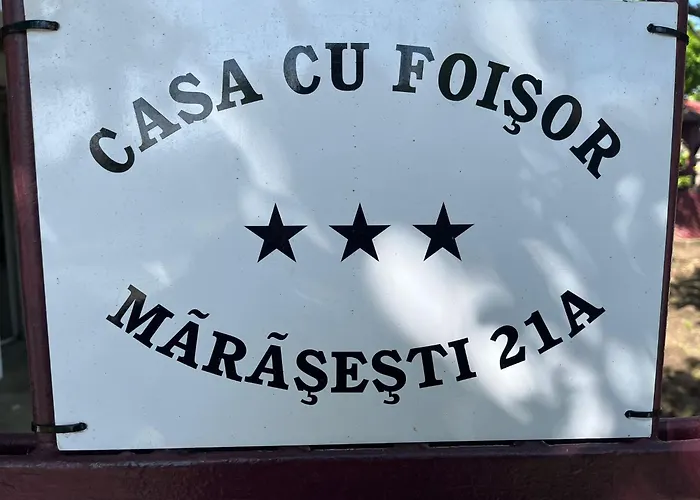 CASA CU FOIŞOR
★ ★ ★
MÃRÃŞEŞTI 21A